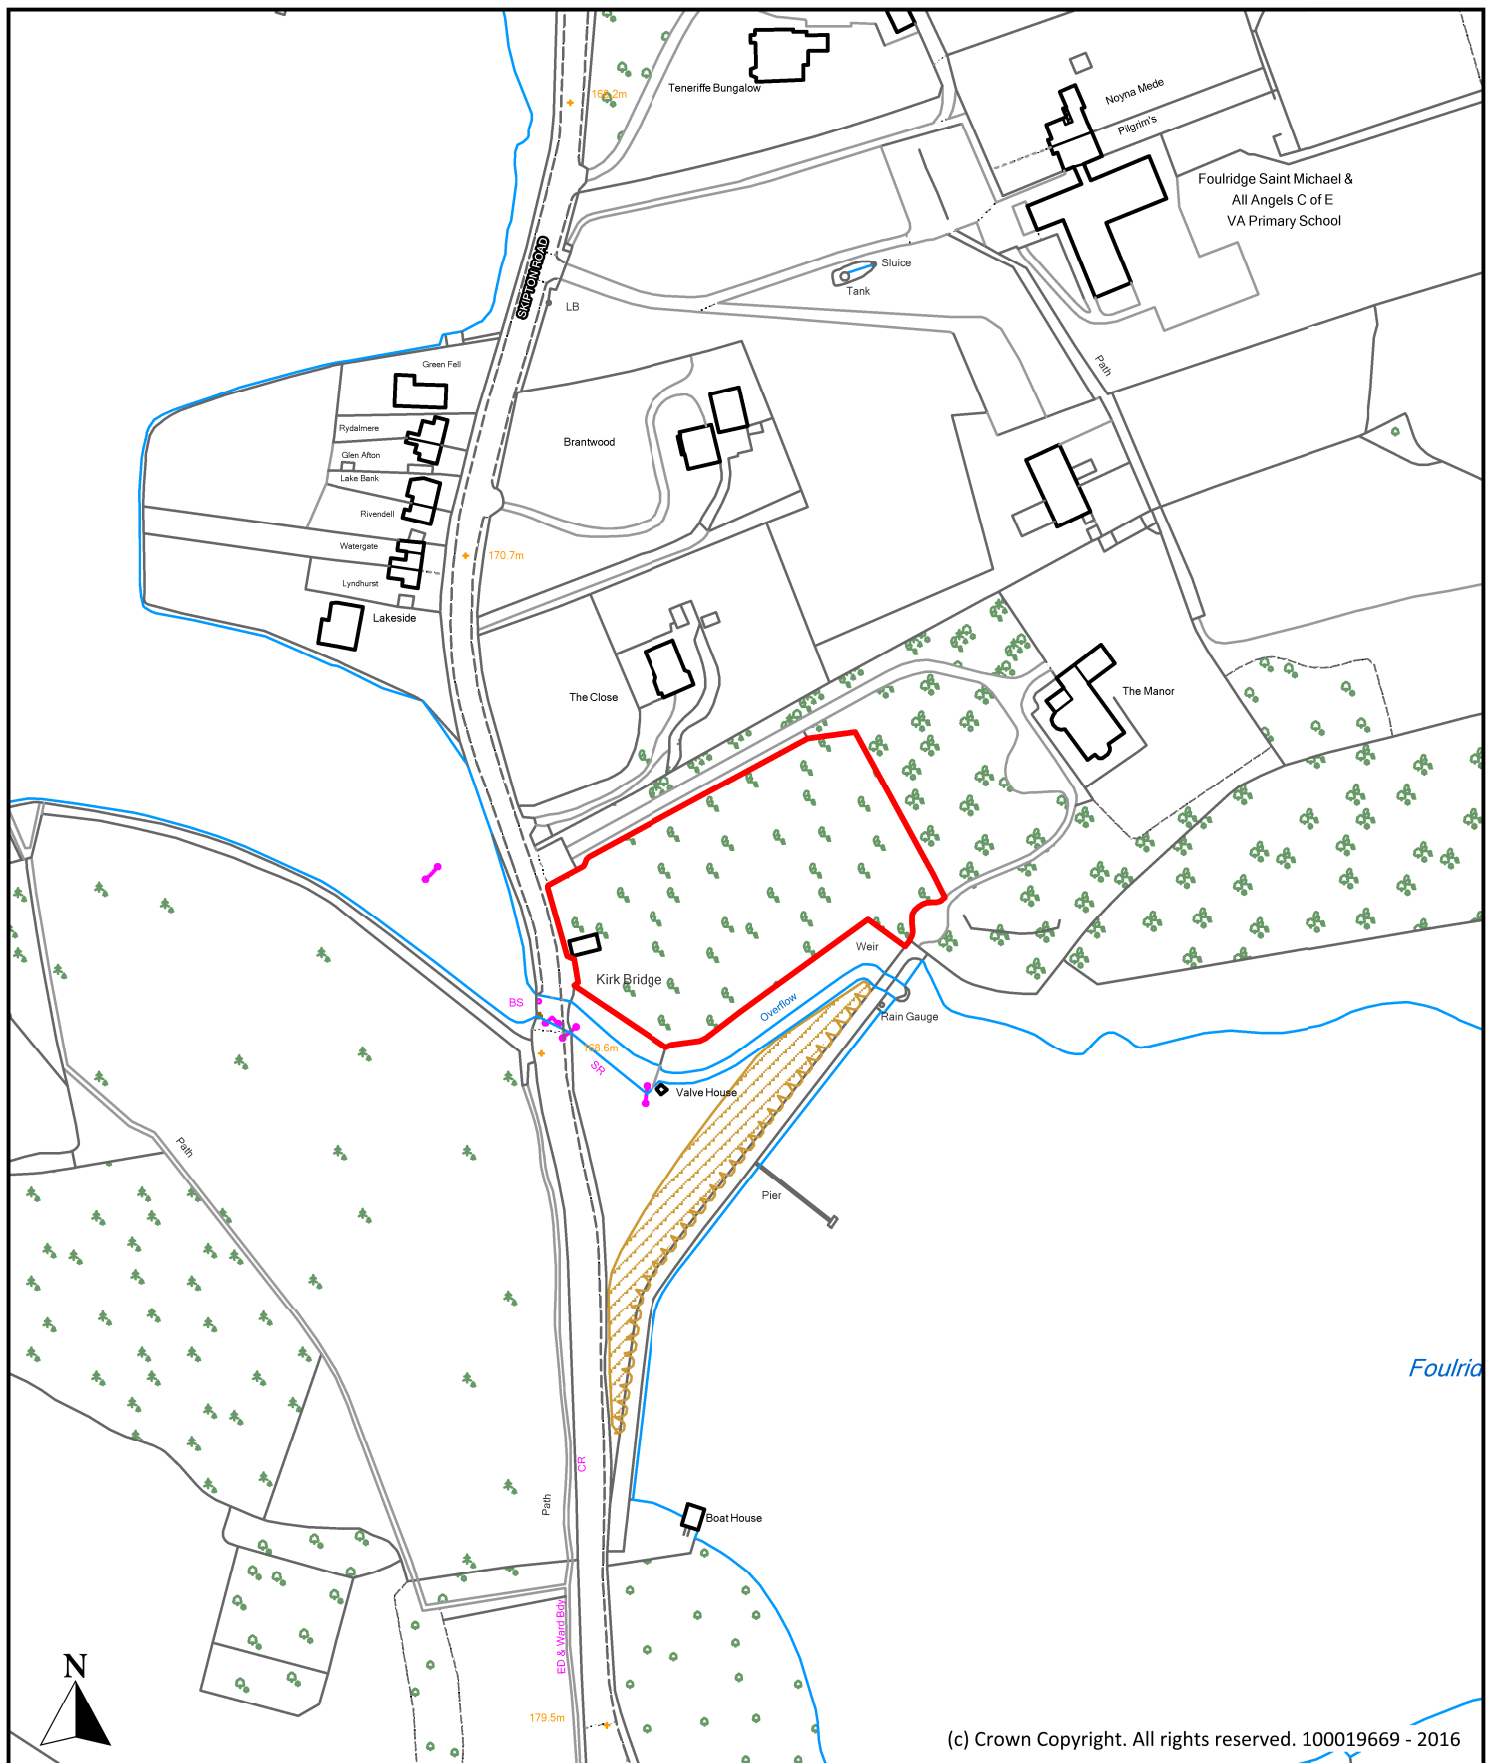 Teneriffe Bungalow
Noyna Mede
Pilgrim's
Foulridge Saint Michael &
All Angels C of E
VA Primary School
SKIPTON ROAD
Sluice
Tank
LB
Path
Green Fell
Rydalmere
Glen Afton
Lake Bank
Rivendell
Watergate
Lyndhurst
Lakeside
Brantwood
170.7m
The Close
The Manor
Kirk Bridge
Weir
Overflow
Rain Gauge
BS
168.6m
SR
Valve House
Path
Pier
Foulrid
CR
Path
Boat House
ED & Ward Bdy
179.5m
N
(c) Crown Copyright. All rights reserved. 100019669 - 2016